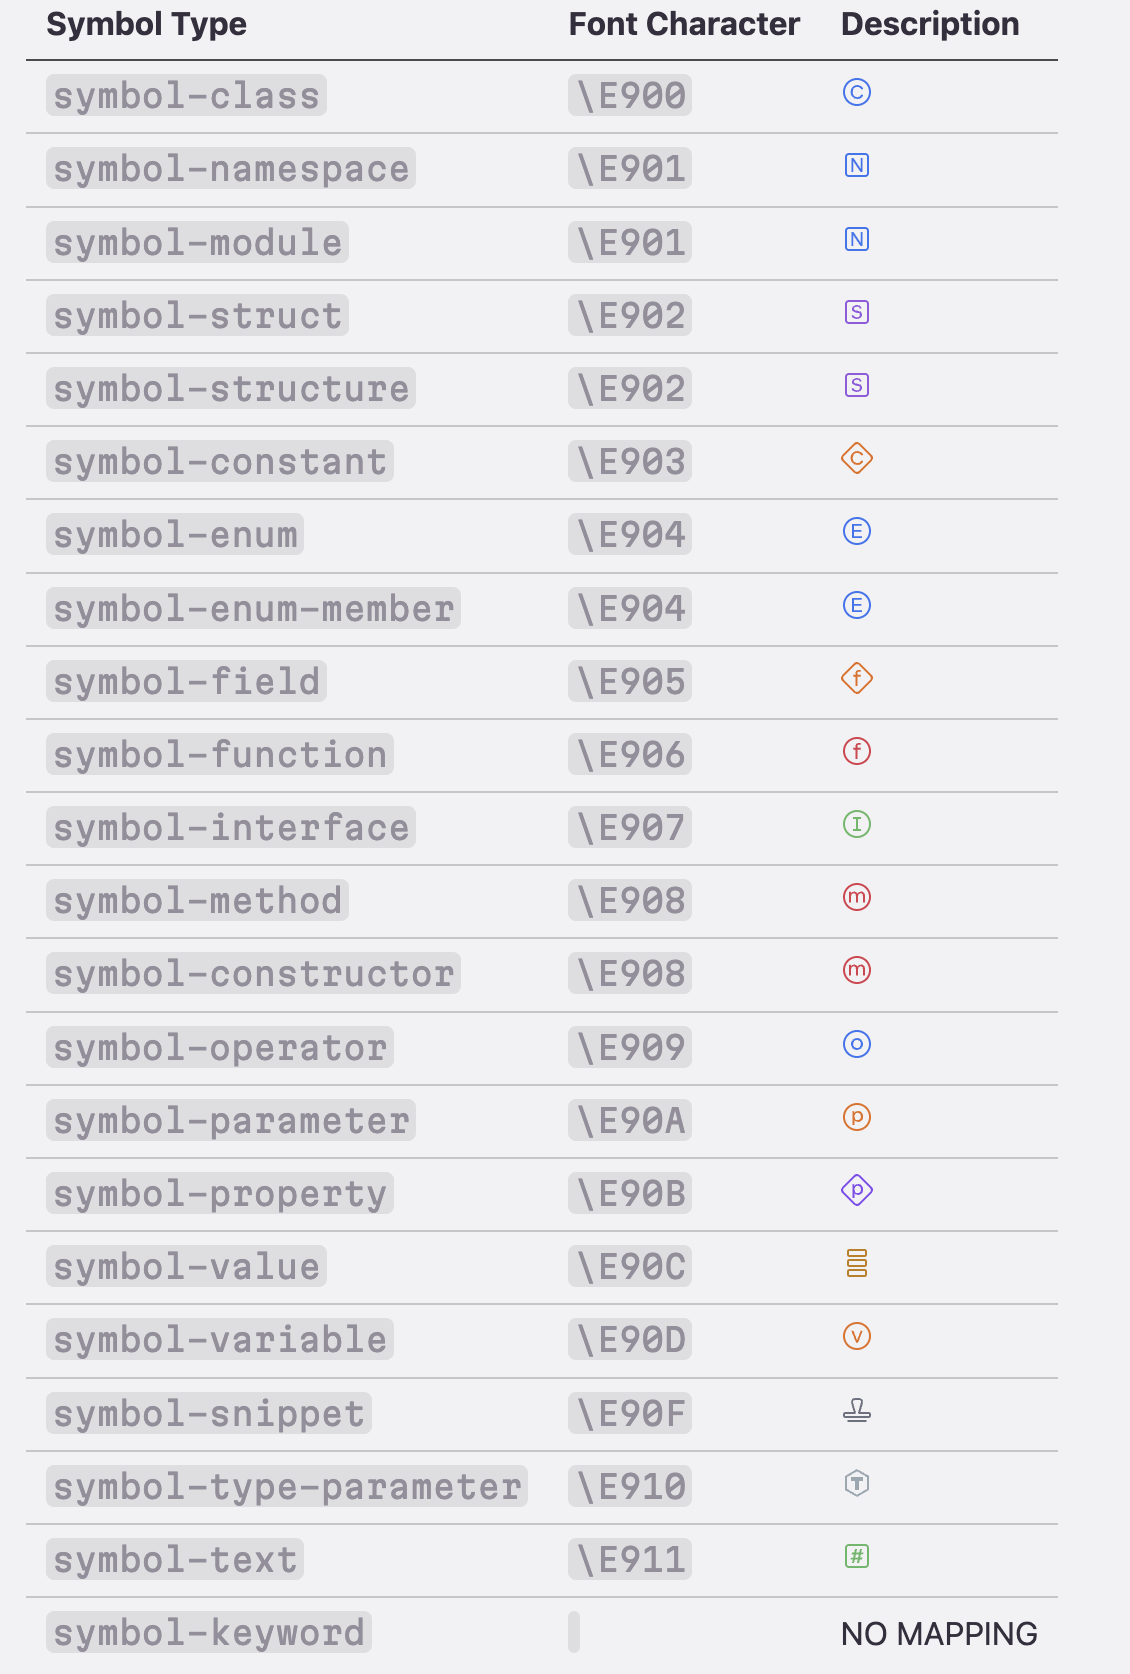 Symbol Type Font Character Description
symbol-class \E900 C
symbol-namespace \E901 N
symbol-module \E901 N
symbol-struct \E902 S
symbol-structure \E902 S
symbol-constant \E903 C
symbol-enum \E904 E
symbol-enum-member \E904 E
symbol-field \E905 f
symbol-function \E906 f
symbol-interface \E907 I
symbol-method \E908 m
symbol-constructor \E908 m
symbol-operator \E909 o
symbol-parameter \E90A p
symbol-property \E90B p
symbol-value \E90C
symbol-variable \E90D v
symbol-snippet \E90F
symbol-type-parameter \E910 T
symbol-text \E911 #
symbol-keyword NO MAPPING